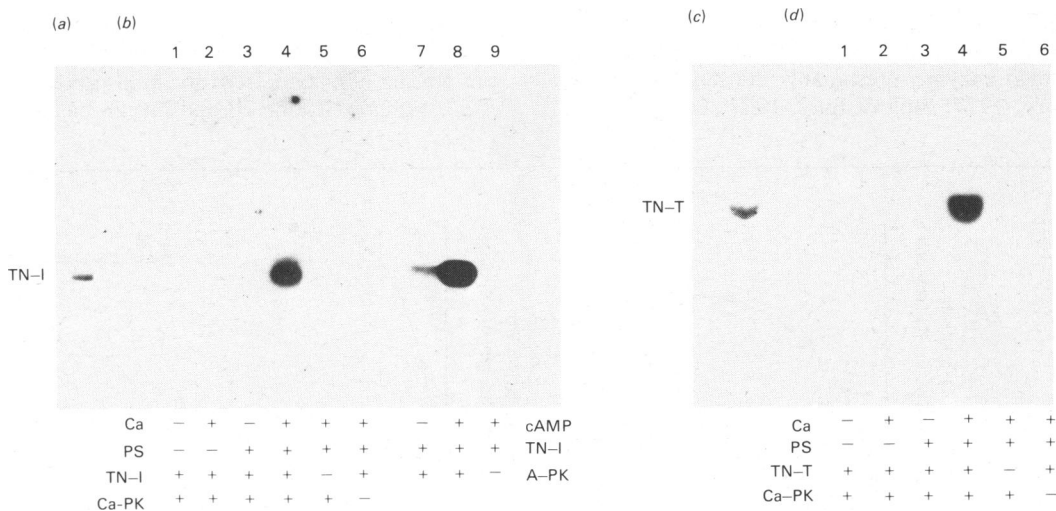 (a) (b) (c) (d)
1 2 3 4 5 6 7 8 9 1 2 3 4 5 6
TN–T
TN–I
Ca − + − + + + − + + cAMP Ca − + − + + +
PS − − + + + + + + + TN–I PS − − + + + +
TN–I + + + + − + + + − A–PK TN–T + + + + − +
Ca-PK + + + + + − Ca–PK + + + + + −